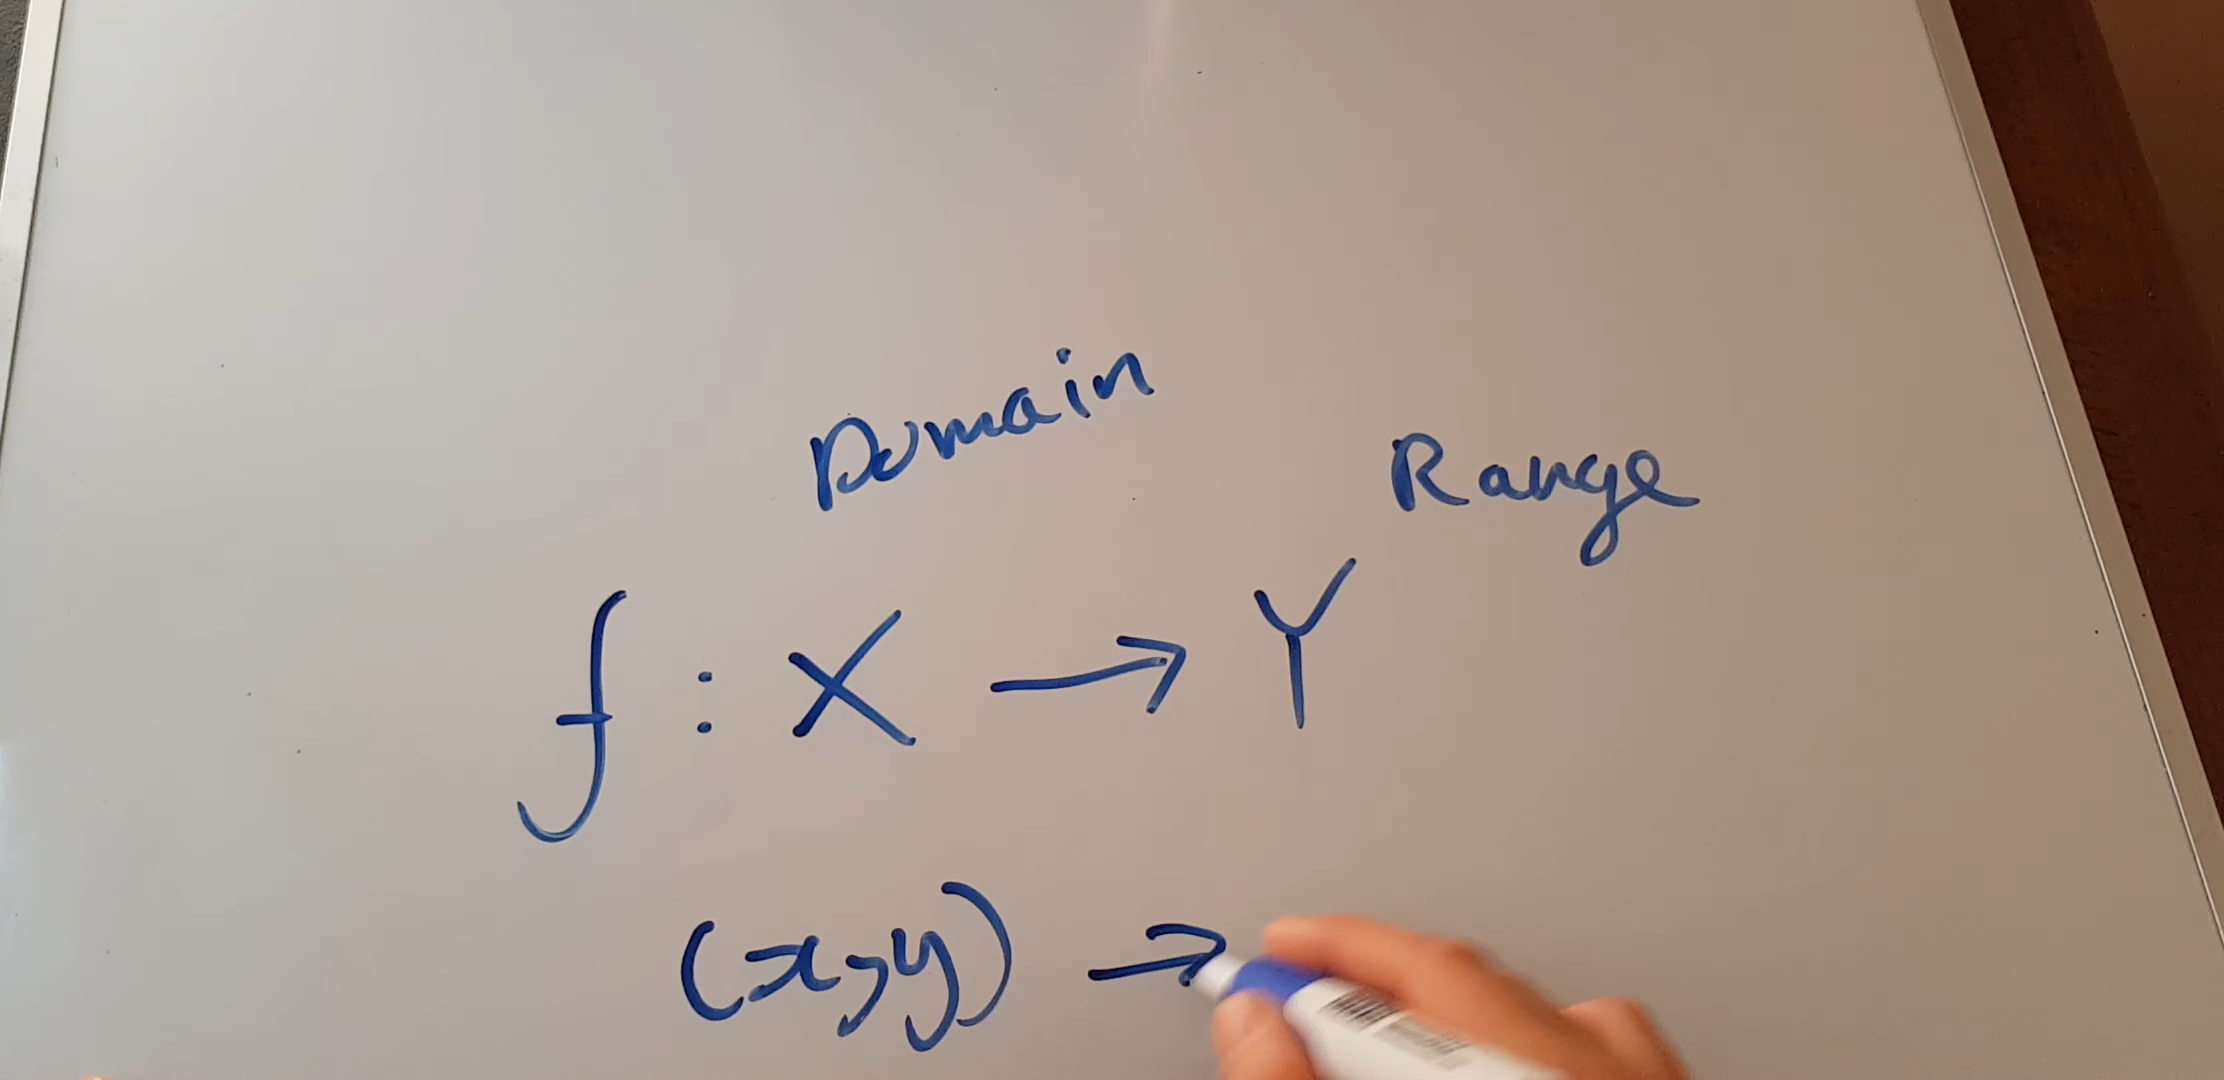 Domain
Range
f : X → Y
(x,y) →